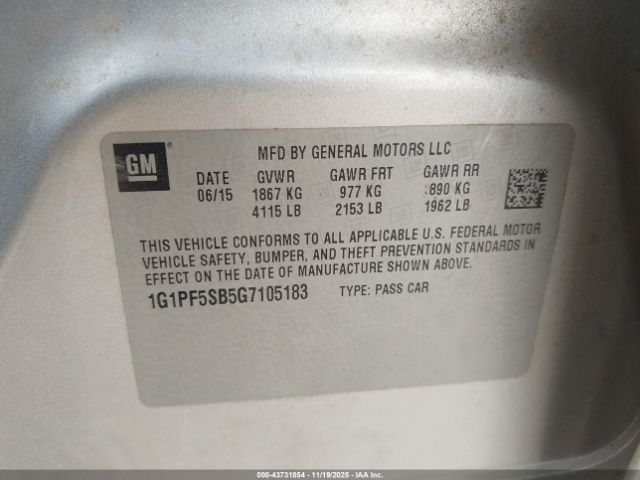 GM
MFD BY GENERAL MOTORS LLC
DATE GVWR GAWR FRT GAWR RR
06/15 1867 KG 977 KG 890 KG
4115 LB 2153 LB 1962 LB
THIS VEHICLE CONFORMS TO ALL APPLICABLE U.S. FEDERAL MOTOR
VEHICLE SAFETY, BUMPER, AND THEFT PREVENTION STANDARDS IN
EFFECT ON THE DATE OF MANUFACTURE SHOWN ABOVE.
1G1PF5SB5G7105183 TYPE: PASS CAR
000-43731854 - 11/19/2025 - IAA Inc.